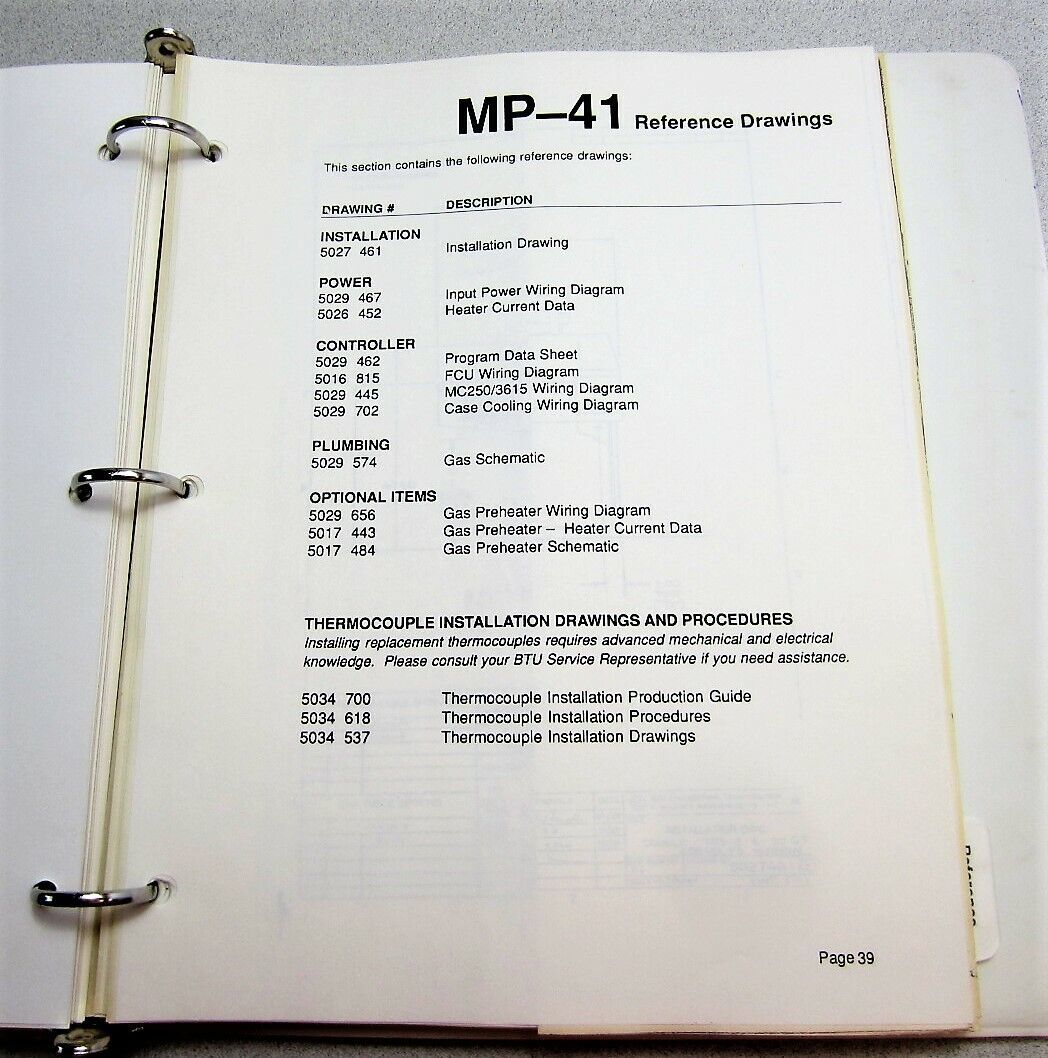 MP–41 Reference Drawings
This section contains the following reference drawings:
DRAWING # DESCRIPTION
INSTALLATION
5027 461 Installation Drawing
POWER
5029 467 Input Power Wiring Diagram
5026 452 Heater Current Data
CONTROLLER
5029 462 Program Data Sheet
5016 815 FCU Wiring Diagram
5029 445 MC250/3615 Wiring Diagram
5029 702 Case Cooling Wiring Diagram
PLUMBING
5029 574 Gas Schematic
OPTIONAL ITEMS
5029 656 Gas Preheater Wiring Diagram
5017 443 Gas Preheater – Heater Current Data
5017 484 Gas Preheater Schematic
THERMOCOUPLE INSTALLATION DRAWINGS AND PROCEDURES
Installing replacement thermocouples requires advanced mechanical and electrical
knowledge. Please consult your BTU Service Representative if you need assistance.
5034 700 Thermocouple Installation Production Guide
5034 618 Thermocouple Installation Procedures
5034 537 Thermocouple Installation Drawings
Page 39